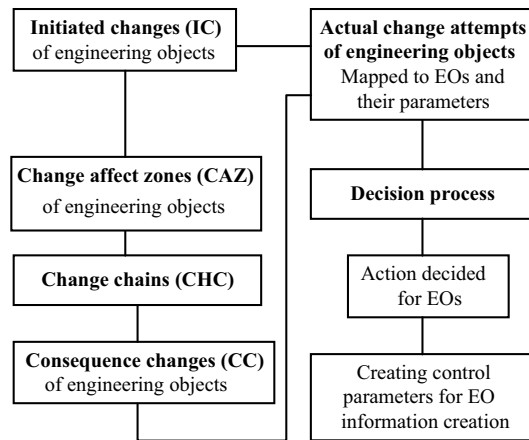 Initiated changes (IC)
of engineering objects
Change affect zones (CAZ)
of engineering objects
Change chains (CHC)
Consequence changes (CC)
of engineering objects
Actual change attempts
of engineering objects
Mapped to EOs and
their parameters
Decision process
Action decided
for EOs
Creating control
parameters for EO
information creation